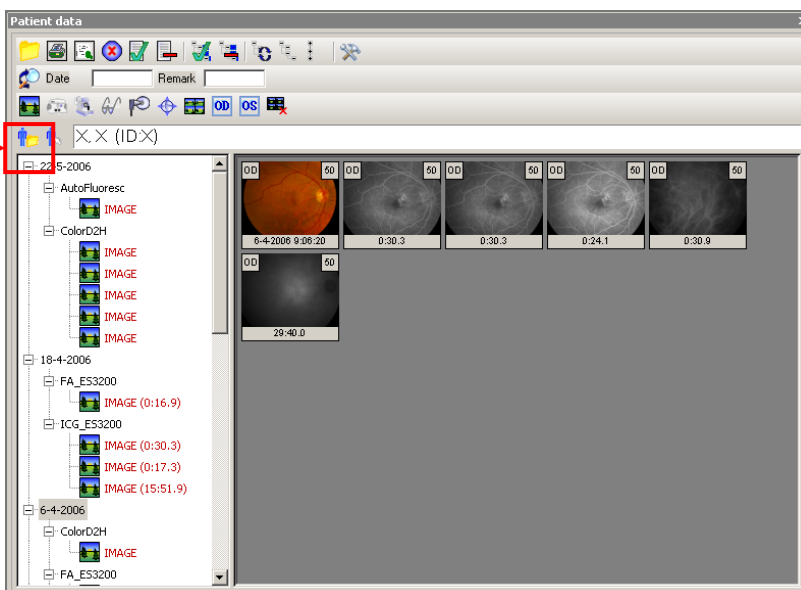 Patient data
Date Remark
OD OS
X, X (ID:X)
22-5-2006
AutoFluoresc
IMAGE
ColorD2H
IMAGE
IMAGE
IMAGE
IMAGE
IMAGE
18-4-2006
FA_ES3200
IMAGE (0:16.9)
ICG_ES3200
IMAGE (0:30.3)
IMAGE (0:17.3)
IMAGE (15:51.9)
6-4-2006
ColorD2H
IMAGE
FA_ES3200
OD 50 OD 50 OD 50 OD 50 OD 50
6-4-2006 9:06:20 0:30.3 0:30.3 0:24.1 0:30.9
OD 50
29:40.0